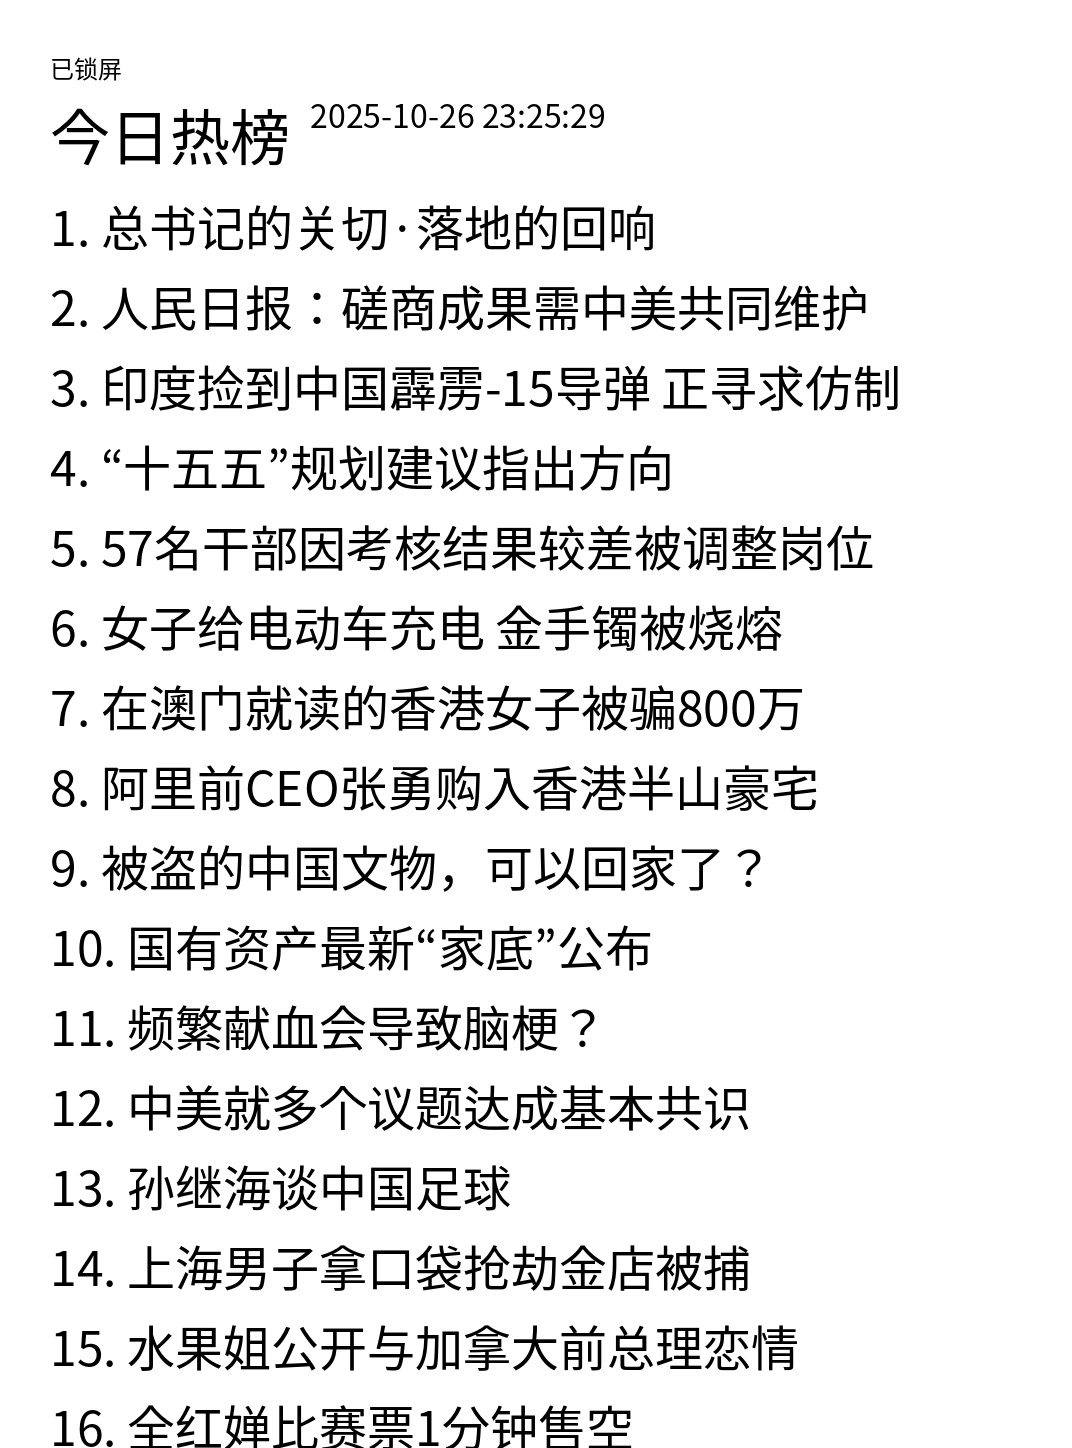 已锁屏
今日热榜 2025-10-26 23:25:29
1. 总书记的关切·落地的回响
2. 人民日报：磋商成果需中美共同维护
3. 印度捡到中国霹雳-15导弹 正寻求仿制
4. “十五五”规划建议指出方向
5. 57名干部因考核结果较差被调整岗位
6. 女子给电动车充电 金手镯被烧熔
7. 在澳门就读的香港女子被骗800万
8. 阿里前CEO张勇购入香港半山豪宅
9. 被盗的中国文物，可以回家了？
10. 国有资产最新“家底”公布
11. 频繁献血会导致脑梗？
12. 中美就多个议题达成基本共识
13. 孙继海谈中国足球
14. 上海男子拿口袋抢劫金店被捕
15. 水果姐公开与加拿大前总理恋情
16. 全红婵比赛票1分钟售空